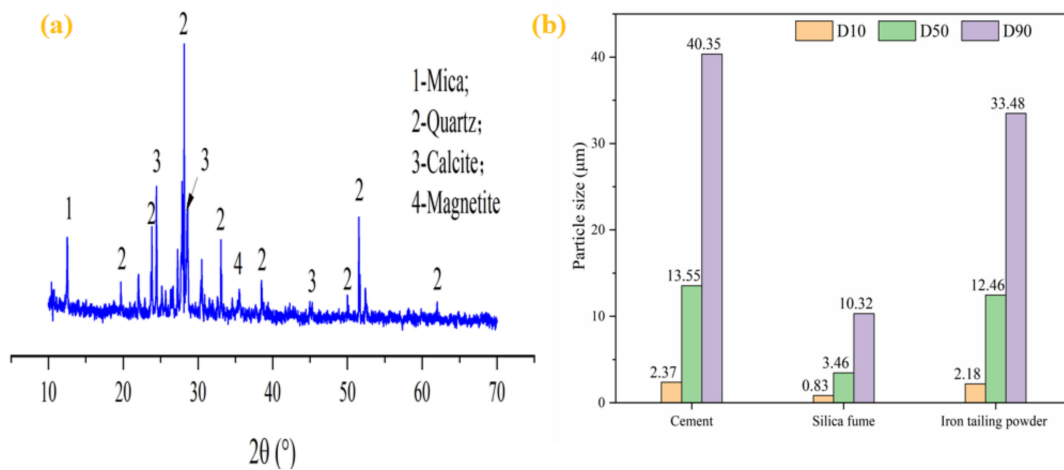 (a)
2
1-Mica;
2-Quartz;
3-Calcite;
4-Magnetite
3
3
2
1
2
2
4
2
3
2
2
2
10 20 30 40 50 60 70
2θ (°)
(b)
D10 D50 D90
Particle size (μm)
40
30
20
10
0
2.37
13.55
40.35
0.83
3.46
10.32
2.18
12.46
33.48
Cement Silica fume Iron tailing powder